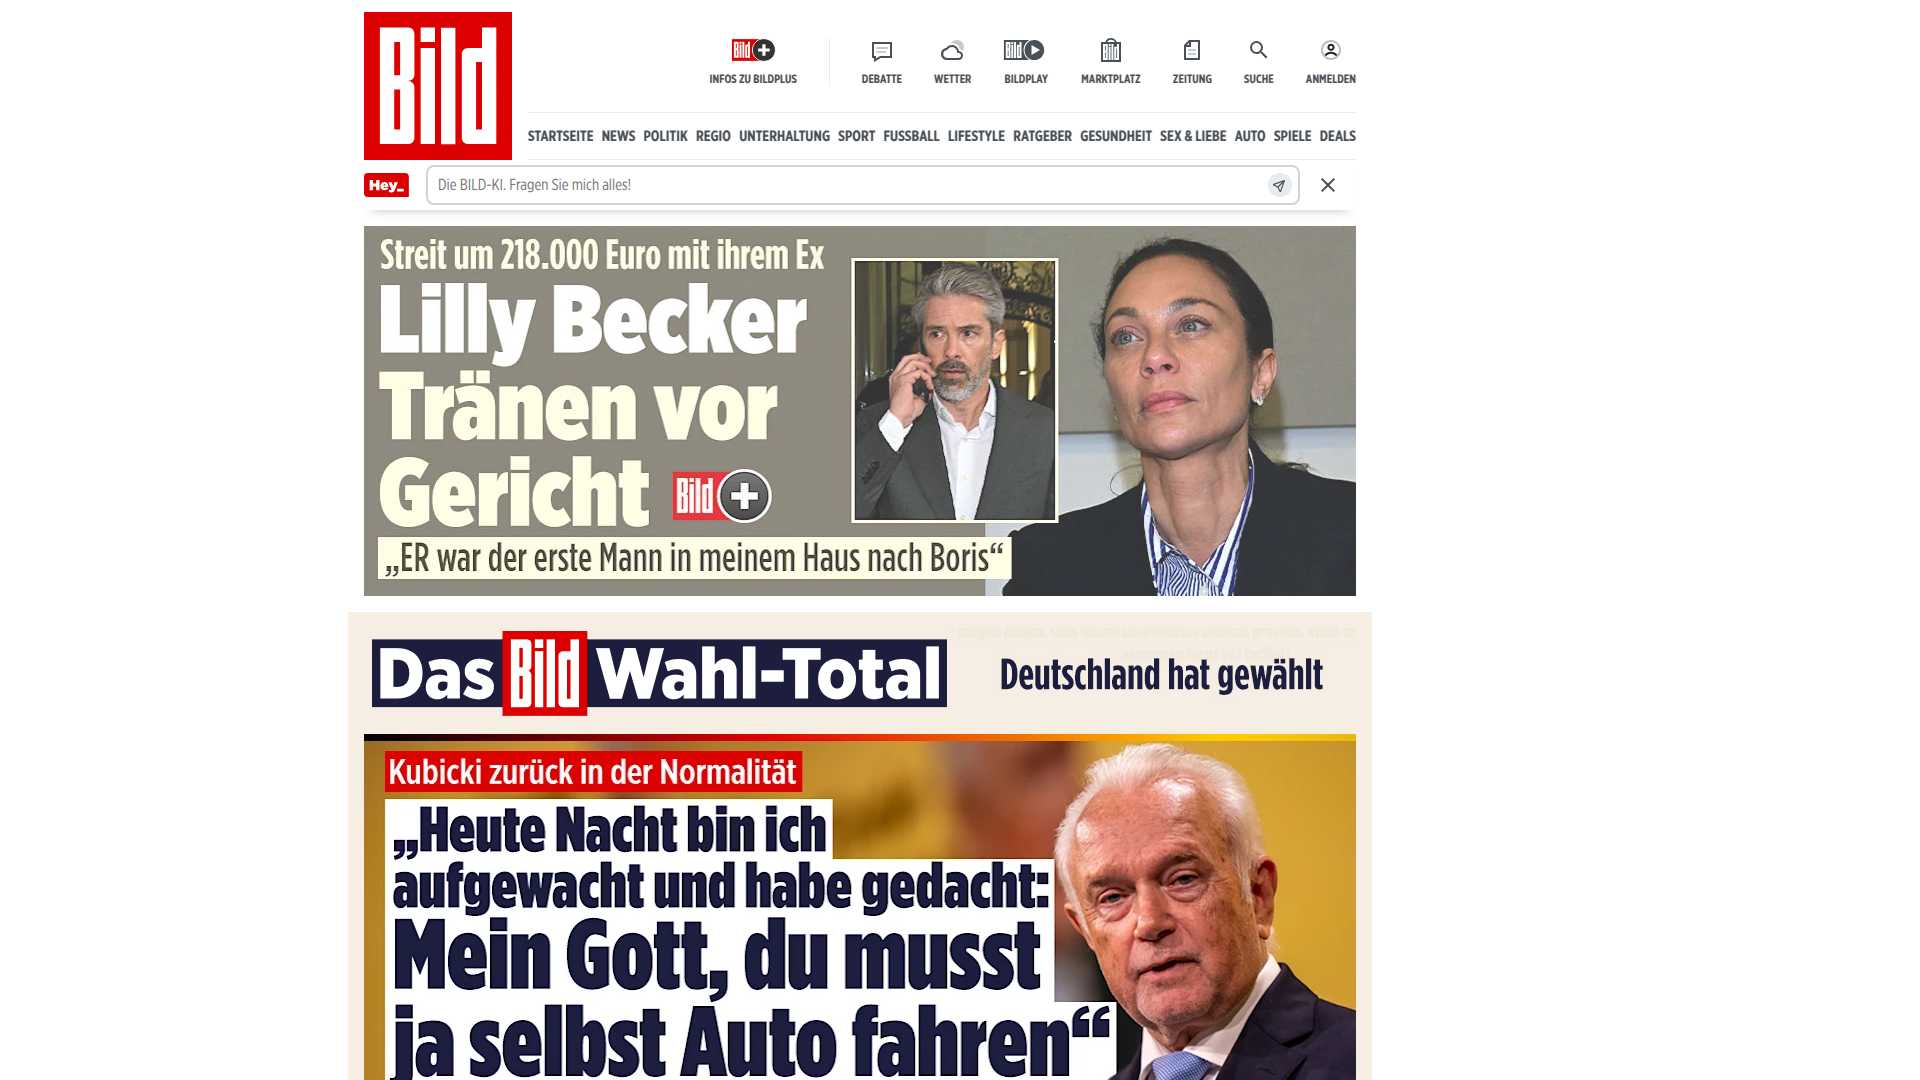 Bild
Bild
INFOS ZU BILDPLUS
DEBATTE
WETTER
Bild
BILDPLAY
Bild
MARKTPLATZ
ZEITUNG
SUCHE
ANMELDEN
STARTSEITE NEWS POLITIK REGIO UNTERHALTUNG SPORT FUSSBALL LIFESTYLE RATGEBER GESUNDHEIT SEX & LIEBE AUTO SPIELE DEALS
Hey_
Die BILD-KI. Fragen Sie mich alles!
Streit um 218.000 Euro mit ihrem Ex
Lilly Becker
Tränen vor
Gericht Bild +
„ER war der erste Mann in meinem Haus nach Boris“
Das Bild Wahl-Total
Deutschland hat gewählt
Kubicki zurück in der Normalität
„Heute Nacht bin ich
aufgewacht und habe gedacht:
Mein Gott, du musst
ja selbst Auto fahren“